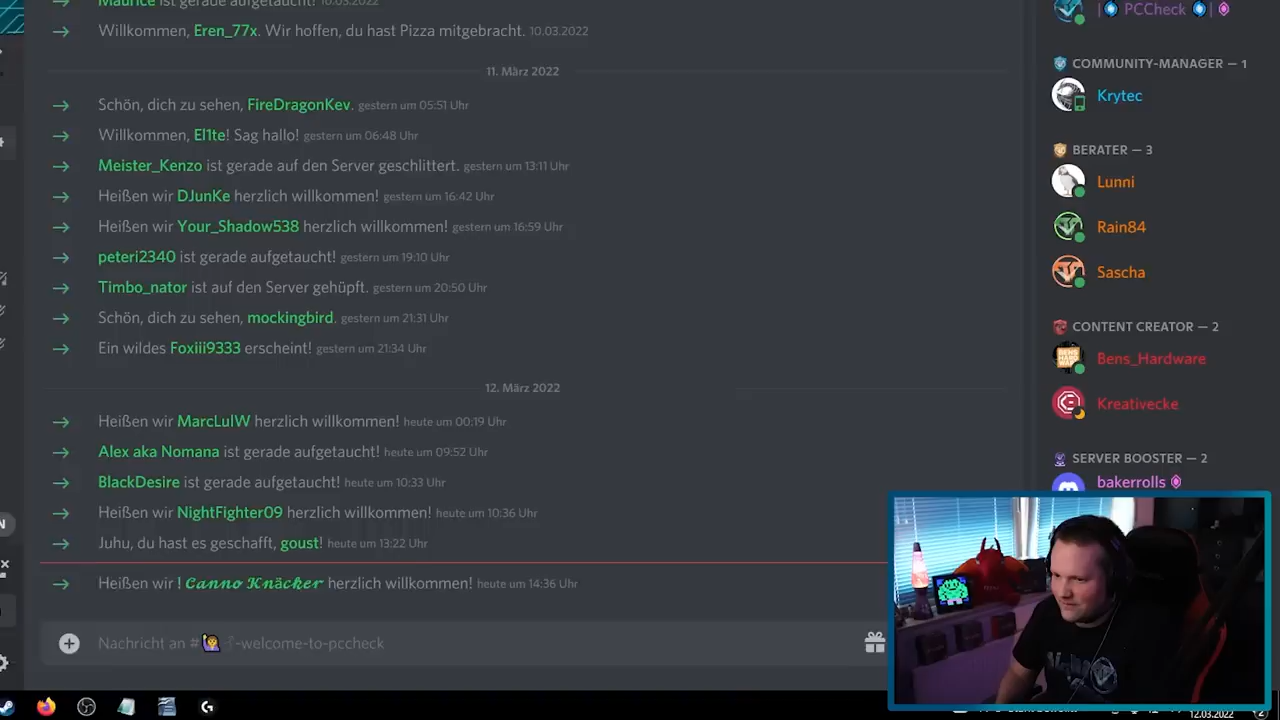 Maurice ist gerade aufgetaucht! 10.03.2022
Willkommen, Eren_77x. Wir hoffen, du hast Pizza mitgebracht. 10.03.2022
11. März 2022
Schön, dich zu sehen, FireDragonKev. gestern um 05:51 Uhr
Willkommen, El1te! Sag hallo! gestern um 06:48 Uhr
Meister_Kenzo ist gerade auf den Server geschlittert. gestern um 13:11 Uhr
Heißen wir DJunKe herzlich willkommen! gestern um 16:42 Uhr
Heißen wir Your_Shadow538 herzlich willkommen! gestern um 16:59 Uhr
peteri2340 ist gerade aufgetaucht! gestern um 19:10 Uhr
Timbo_nator ist auf den Server gehüpft. gestern um 20:50 Uhr
Schön, dich zu sehen, mockingbird. gestern um 21:31 Uhr
Ein wildes Foxiii9333 erscheint! gestern um 21:34 Uhr
12. März 2022
Heißen wir MarcLulW herzlich willkommen! heute um 00:19 Uhr
Alex aka Nomana ist gerade aufgetaucht! heute um 09:52 Uhr
BlackDesire ist gerade aufgetaucht! heute um 10:33 Uhr
Heißen wir NightFighter09 herzlich willkommen! heute um 10:36 Uhr
Juhu, du hast es geschafft, goust! heute um 13:22 Uhr
Heißen wir ! 𝓒𝓪𝓷𝓷𝓸 𝓚𝓷ä𝓬𝓴𝓮𝓻 herzlich willkommen! heute um 14:36 Uhr
Nachricht an #🙋-welcome-to-pccheck
| PCCheck |
COMMUNITY-MANAGER — 1
Krytec
BERATER — 3
Lunni
Rain84
Sascha
CONTENT CREATOR — 2
Bens_Hardware
Kreativecke
SERVER BOOSTER — 2
bakerrolls
12.03.2022